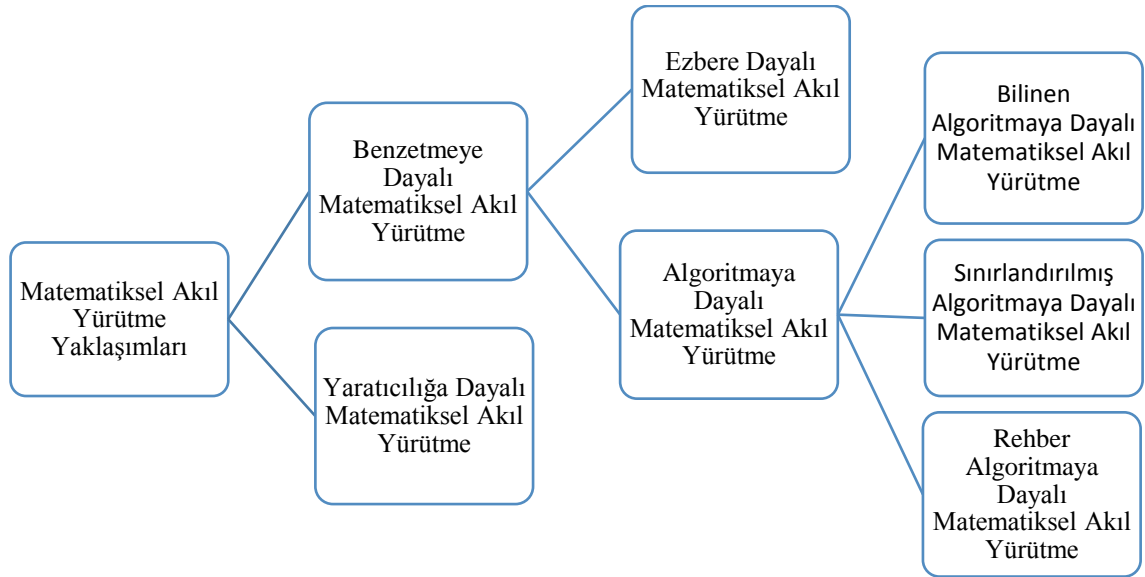 Matematiksel Akıl
Yürütme
Yaklaşımları
Benzetmeye
Dayalı
Matematiksel Akıl
Yürütme
Yaratıcılığa Dayalı
Matematiksel Akıl
Yürütme
Ezbere Dayalı
Matematiksel Akıl
Yürütme
Algoritmaya
Dayalı
Matematiksel Akıl
Yürütme
Bilinen
Algoritmaya Dayalı
Matematiksel Akıl
Yürütme
Sınırlandırılmış
Algoritmaya Dayalı
Matematiksel Akıl
Yürütme
Rehber
Algoritmaya
Dayalı
Matematiksel Akıl
Yürütme